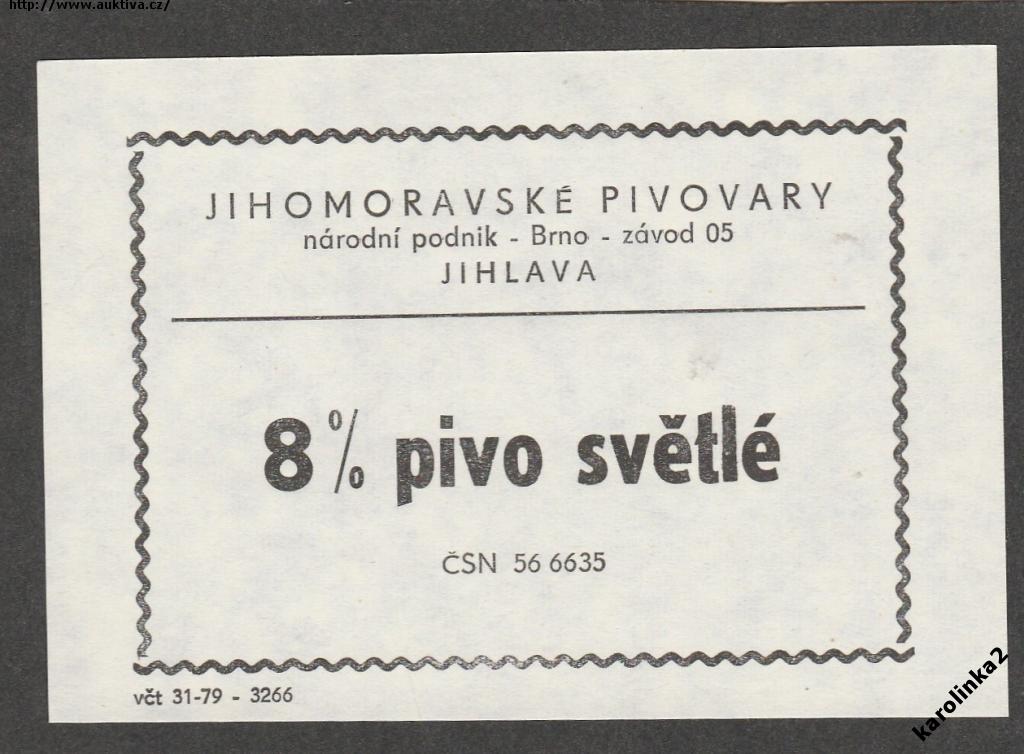 http://www.auktiva.cz/
JIHOMORAVSKÉ PIVOVARY
národní podnik - Brno - závod 05
JIHLAVA
8% pivo světlé
ČSN 56 6635
včt 31-79 - 3266
karolinka2